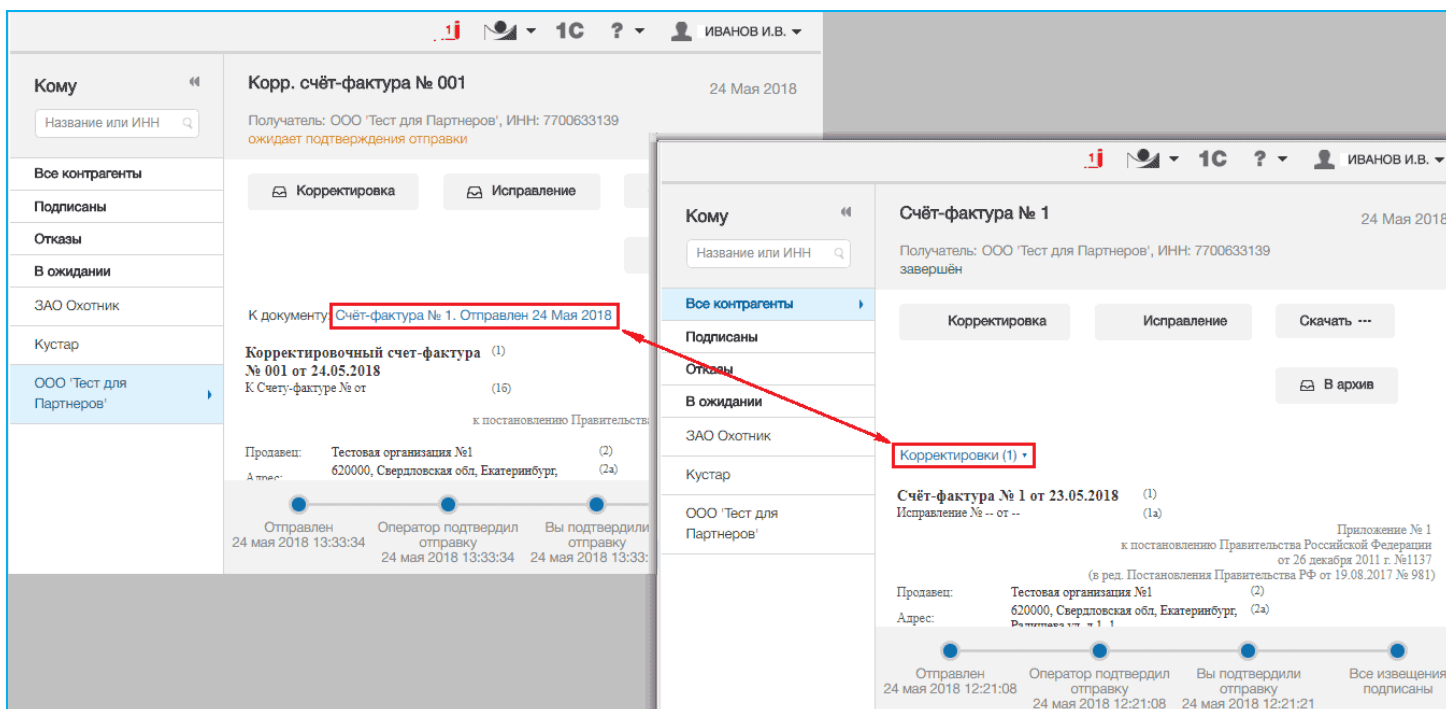 1i 1С ? ИВАНОВ И.В.
Кому
Название или ИНН
Все контрагенты
Подписаны
Отказы
В ожидании
ЗАО Охотник
Кустар
ООО 'Тест для
Партнеров'
Корр. счёт-фактура № 001
24 Мая 2018
Получатель: ООО 'Тест для Партнеров', ИНН: 7700633139
ожидает подтверждения отправки
Корректировка Исправление
К документу: Счёт-фактура № 1. Отправлен 24 Мая 2018
Корректировочный счет-фактура (1)
№ 001 от 24.05.2018
К Счету-фактуре № от (1б)
к постановлению Правительства
Продавец: Тестовая организация №1 (2)
Адрес: 620000, Свердловская обл, Екатеринбург, (2а)
Отправлен
24 мая 2018 13:33:34
Оператор подтвердил
отправку
24 мая 2018 13:33:34
Вы подтвердили
отправку
24 мая 2018 13:33:
1i 1С ? ИВАНОВ И.В.
Кому
Название или ИНН
Все контрагенты
Подписаны
Отказы
В ожидании
ЗАО Охотник
Кустар
ООО 'Тест для
Партнеров'
Счёт-фактура № 1
24 Мая 2018
Получатель: ООО 'Тест для Партнеров', ИНН: 7700633139
завершён
Корректировка Исправление Скачать ---
В архив
Корректировки (1)
Счёт-фактура № 1 от 23.05.2018 (1)
Исправление № -- от -- (1а)
Приложение № 1
к постановлению Правительства Российской Федерации
от 26 декабря 2011 г. №1137
(в ред. Постановления Правительства РФ от 19.08.2017 № 981)
Продавец: Тестовая организация №1 (2)
Адрес: 620000, Свердловская обл, Екатеринбург, (2а)
Отправлен
24 мая 2018 12:21:08
Оператор подтвердил
отправку
24 мая 2018 12:21:08
Вы подтвердили
отправку
24 мая 2018 12:21:21
Все извещения
подписаны